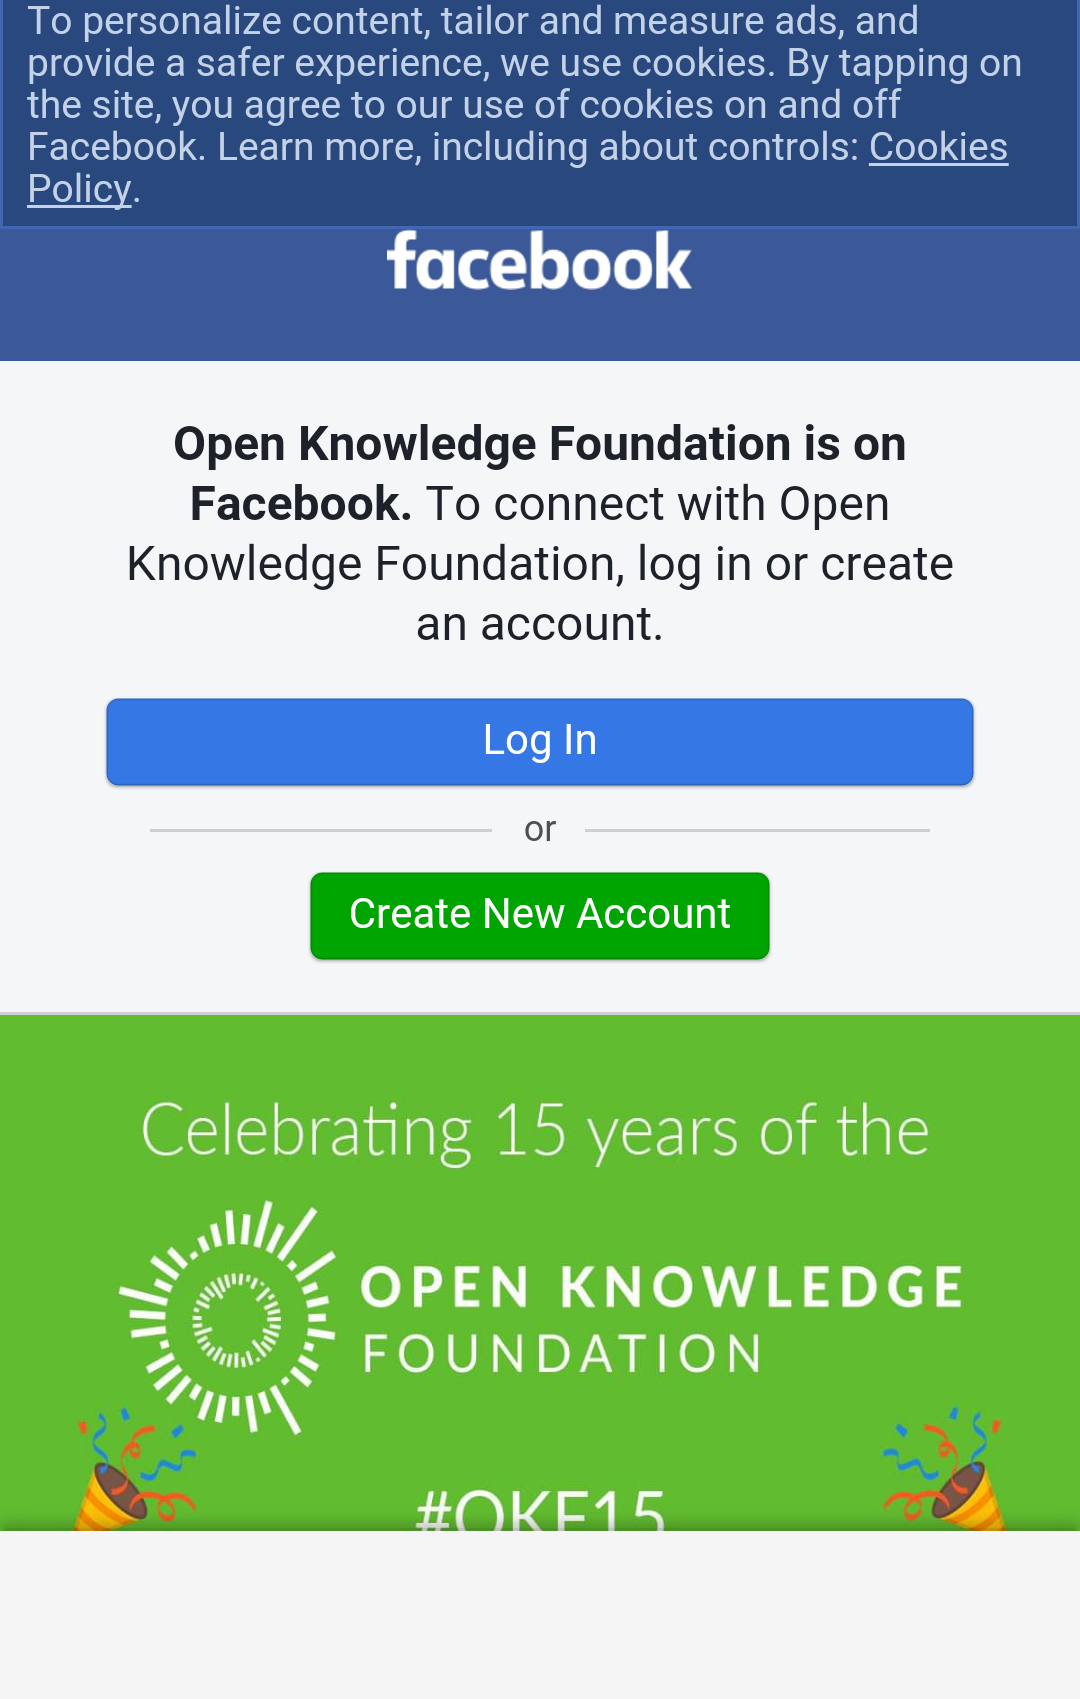 To personalize content, tailor and measure ads, and
provide a safer experience, we use cookies. By tapping on
the site, you agree to our use of cookies on and off
Facebook. Learn more, including about controls: Cookies
Policy.
facebook
Open Knowledge Foundation is on
Facebook. To connect with Open
Knowledge Foundation, log in or create
an account.
Log In
or
Create New Account
Celebrating 15 years of the
OPEN KNOWLEDGE
FOUNDATION
#OKF15